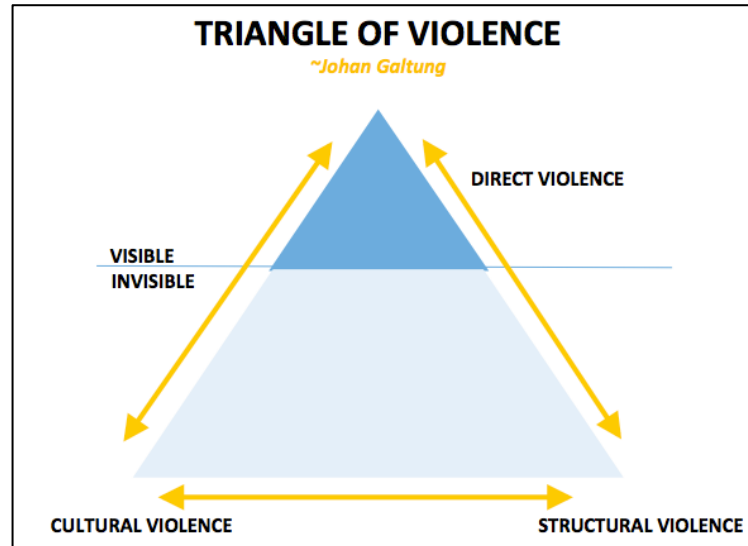 TRIANGLE OF VIOLENCE
~Johan Galtung
DIRECT VIOLENCE
VISIBLE
INVISIBLE
CULTURAL VIOLENCE
STRUCTURAL VIOLENCE